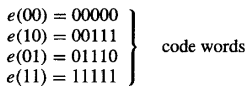 e(00) = 00000
e(10) = 00111
e(01) = 01110
e(11) = 11111
code words